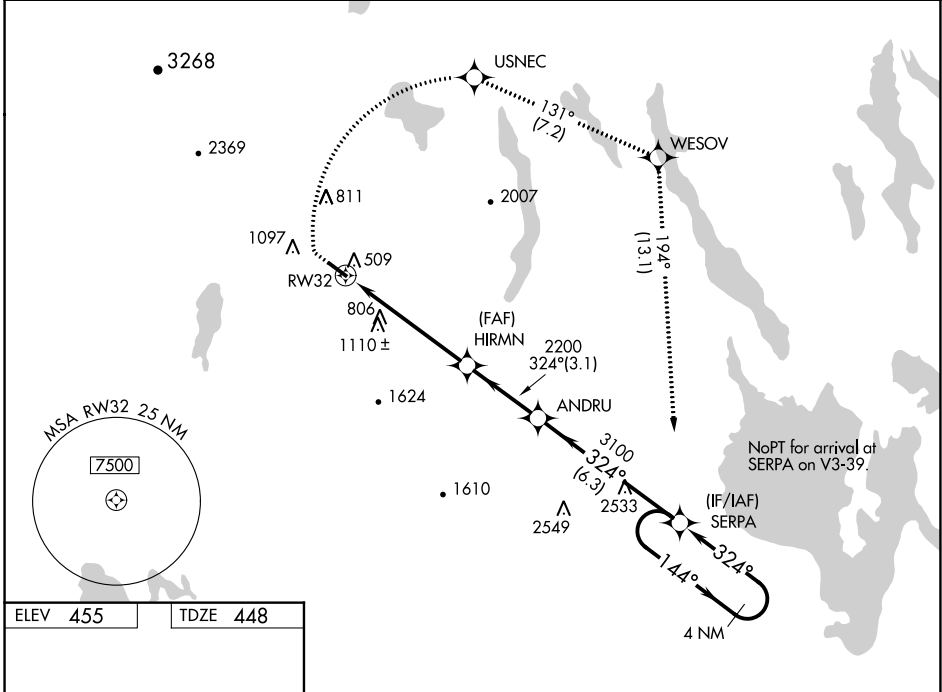 3268
USNEC
131°
(7.2)
WESOV
2369
811
2007
1097
509
RW32
194°
(13.1)
806
1110 ±
(FAF)
HIRMN
2200
324°(3.1)
ANDRU
1624
MSA RW32 25 NM
7500
3100
324°
(6.3)
NoPT for arrival at
SERPA on V3-39.
1610
2533
2549
(IF/IAF)
SERPA
324°
144°
4 NM
ELEV 455
TDZE 448